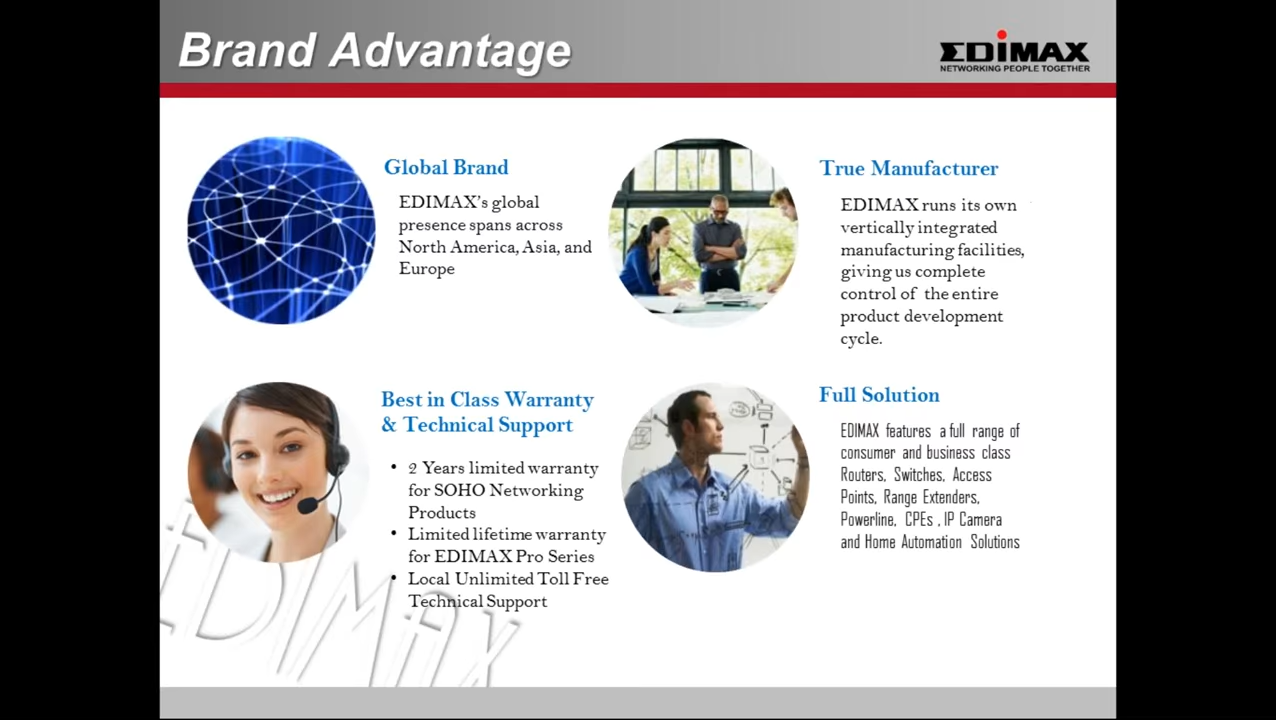 Brand Advantage
EDIMAX
NETWORKING PEOPLE TOGETHER
Global Brand
EDIMAX's global
presence spans across
North America, Asia, and
Europe
True Manufacturer
EDIMAX runs its own
vertically integrated
manufacturing facilities,
giving us complete
control of the entire
product development
cycle.
Best in Class Warranty
& Technical Support
• 2 Years limited warranty
for SOHO Networking
Products
• Limited lifetime warranty
for EDIMAX Pro Series
• Local Unlimited Toll Free
Technical Support
Full Solution
EDIMAX features a full range of
consumer and business class
Routers, Switches, Access
Points, Range Extenders,
Powerline, CPEs , IP Camera
and Home Automation Solutions
EDIMAX